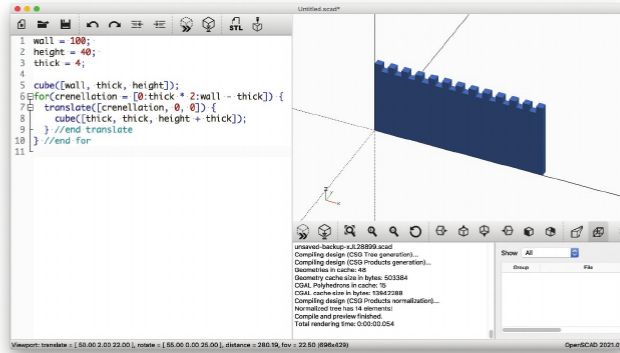 Untitled.scad*
STL
1 wall = 100;
2 height = 40;
3 thick = 4;
4
5 cube([wall, thick, height]);
6 for(crenellation = [0:thick * 2:wall - thick]) {
7 translate([crenellation, 0, 0]) {
8 cube([thick, thick, height + thick]);
9 } //end translate
10 } //end for
11
unsaved-backup-xJL28899.scad
Compiling design (CSG Tree generation)...
Compiling design (CSG Products generation)...
Geometries in cache: 48
Geometry cache size in bytes: 503384
CGAL Polyhedrons in cache: 15
CGAL cache size in bytes: 13942288
Compiling design (CSG Products normalization)...
Normalized tree has 14 elements!
Compile and preview finished.
Total rendering time: 0:00:00.054
Show All
Group File
Viewport: translate = [ 50.00 2.00 22.00 ], rotate = [ 55.00 0.00 25.00 ], distance = 280.19, fov = 22.50 (696x429)
OpenSCAD 2021.0